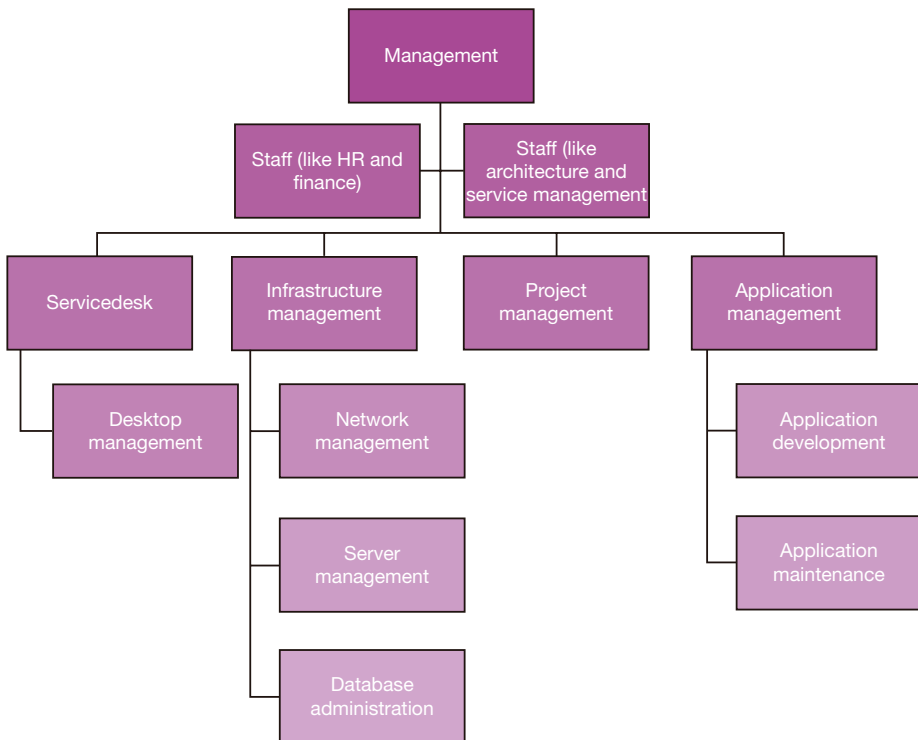 Management
Staff (like HR and
finance)
Staff (like
architecture and
service management
Servicedesk
Infrastructure
management
Project
management
Application
management
Desktop
management
Network
management
Application
development
Server
management
Application
maintenance
Database
administration